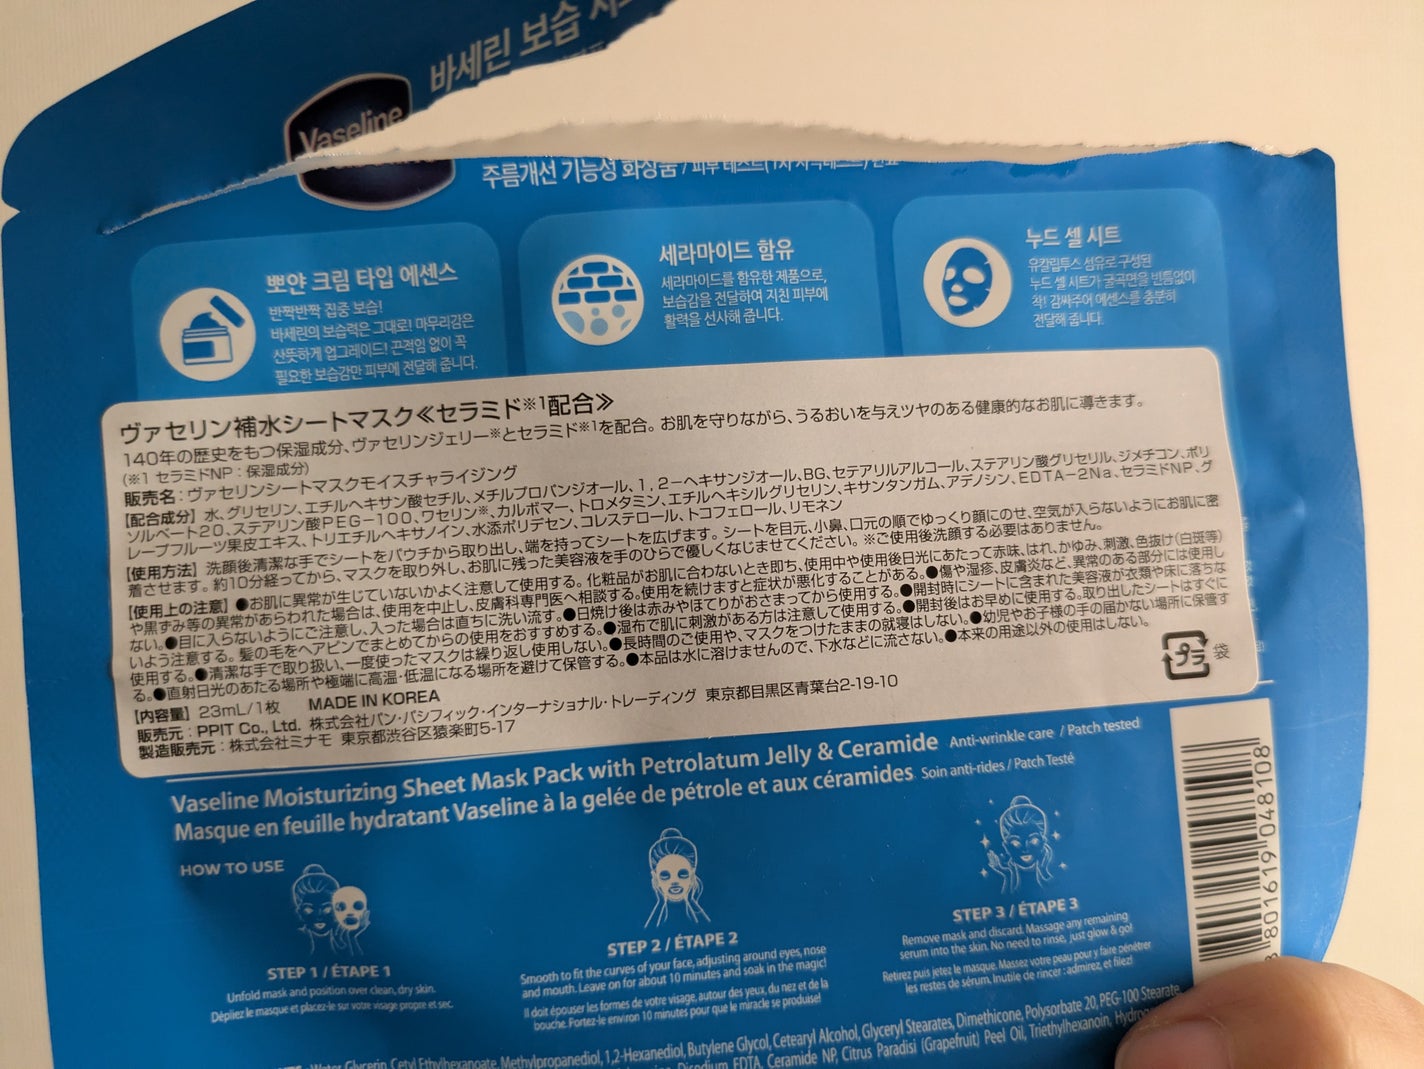 바세린 보습
Vaseline
주름개선 기능성 화장품 /
뽀얀 크림 타입 에센스
반짝반짝 집중 보습!
바세린의 보습력은 그대로! 마무리감은
산뜻하게 업그레이드! 끈적임 없이 꼭
필요한 보습감만 피부에 전달해 줍니다.
세라마이드 함유
세라마이드를 함유한 제품으로,
보습감을 전달하여 지친 피부에
활력을 선사해 줍니다.
누드 셀 시트
유칼립투스 섬유로 구성된
누드 셀 시트가 굴곡면을 빈틈없이
착! 감싸주어 에센스를 충분히
전달해 줍니다.
ヴァセリン補水シートマスク≪セラミド※1配合≫
140年の歴史をもつ保湿成分、ヴァセリンジェリー※とセラミド※1を配合。お肌を守りながら、うるおいを与えツヤのある健康的なお肌に導きます。
(※1 セラミドNP:保湿成分)
販売名:ヴァセリンシートマスクモイスチャライジング
【配合成分】水、グリセリン、エチルヘキサン酸セチル、メチルプロパンジオール、1,2-ヘキサンジオール、BG、セテアリルアルコール、ステアリン酸グリセリル、ジメチコン、ポリ
ソルベート20、ステアリン酸PEG-100、ワセリン※、カルボマー、トロメタミン、エチルヘキシルグリセリン、キサンタンガム、アデノシン、EDTA-2Na、セラミドNP、グ
レープフルーツ果皮エキス、トリエチルヘキサノイン、水添ポリデセン、コレステロール、トコフェロール、リモネン
【使用方法】洗顔後清潔な手でシートをパウチから取り出し、端を持ってシートを広げます。シートを目元、小鼻、口元の順でゆっくり顔にのせ、空気が入らないようにお肌に密
着させます。約10分経ってから、マスクを取り外し、お肌に残った美容液を手のひらで優しくなじませてください。※ご使用後洗顔する必要はありません。
【使用上の注意】●お肌に異常が生じていないかよく注意して使用する。化粧品がお肌に合わないとき即ち、使用中や使用後日光にあたって赤味、はれ、かゆみ、刺激、色抜け(白斑等)
や黒ずみ等の異常があらわれた場合は、使用を中止し、皮膚科専門医へ相談する。使用を続けますと症状が悪化することがある。●傷や湿疹、皮膚炎など、異常のある部分には使用し
ない。●目に入らないようにご注意し、入った場合は直ちに洗い流す。●日焼け後は赤みやほてりがおさまってから使用する。●開封時にシートに含まれた美容液が衣類や床に落ちな
いよう注意する。髪の毛をヘアピンでまとめてからの使用をおすすめする。●湿布で肌に刺激がある方は注意して使用する。●開封後はお早めに使用する。取り出したシートはすぐに
使用する。●清潔な手で取り扱い、一度使ったマスクは繰り返し使用しない。●長時間のご使用や、マスクをつけたままの就寝はしない。●幼児やお子様の手の届かない場所に保管す
る。●直射日光のあたる場所や極端に高温・低温になる場所を避けて保管する。●本品は水に溶けませんので、下水などに流さない。●本来の用途以外の使用はしない。
【内容量】23mL/1枚 MADE IN KOREA
販売元:PPIT Co., Ltd. 株式会社パン・パシフィック・インターナショナル・トレーディング 東京都目黒区青葉台2-19-10
製造販売元:株式会社ミナモ 東京都渋谷区猿楽町5-17
プラ 袋
Vaseline Moisturizing Sheet Mask Pack with Petrolatum Jelly & Ceramide Anti-wrinkle care / Patch tested
Masque en feuille hydratant Vaseline à la gelée de pétrole et aux céramides Soin anti-rides / Patch Testé
HOW TO USE
STEP 1 / ÉTAPE 1
Unfold mask and position over clean, dry skin.
Dépliez le masque et placez-le sur votre visage propre et sec.
STEP 2 / ÉTAPE 2
Smooth to fit the curves of your face, adjusting around eyes, nose
and mouth. Leave on for about 10 minutes and soak in the magic!
Il doit épouser les formes de votre visage, autour des yeux, du nez et de la
bouche. Portez-le environ 10 minutes pour que le miracle se produise!
STEP 3 / ÉTAPE 3
Remove mask and discard. Massage any remaining
serum into the skin. No need to rinse, just glow & go!
Retirez puis jetez le masque. Massez votre peau pour y faire pénétrer
les restes de sérum. Inutile de rincer : admirez, et filez!
8 801619 048108
Water, Glycerin, Cetyl Ethylhexanoate, Methylpropanediol, 1,2-Hexanediol, Butylene Glycol, Cetearyl Alcohol, Glyceryl Stearates, Dimethicone, Polysorbate 20, PEG-100 Stearate,
Disodium EDTA, Ceramide NP, Citrus Paradisi (Grapefruit) Peel Oil, Triethylhexanoin,